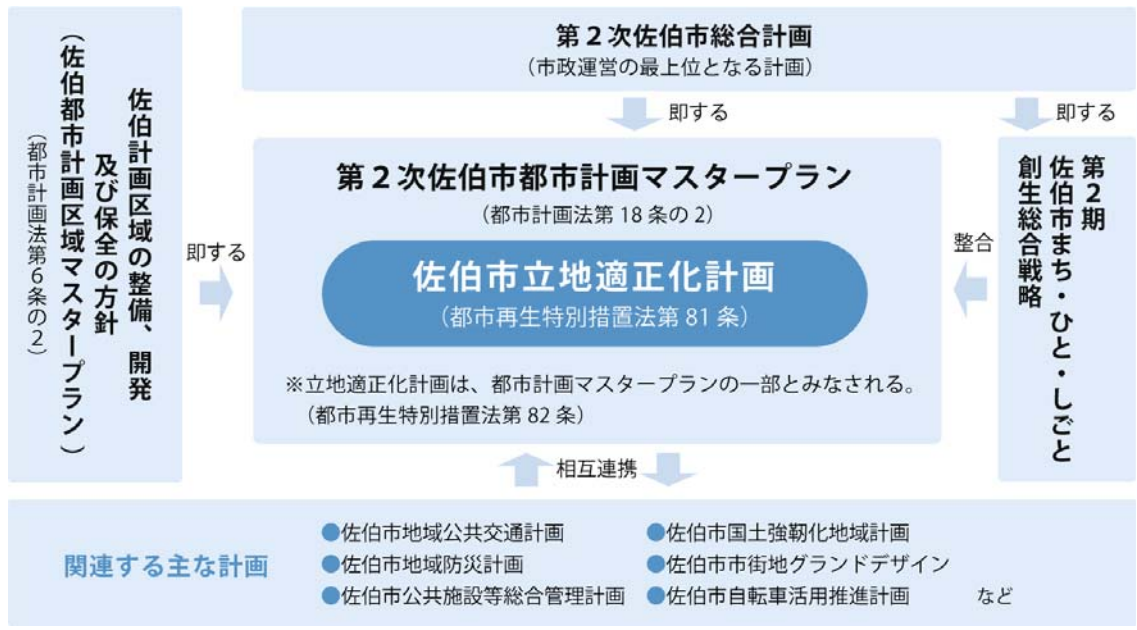 第２次佐伯市総合計画
（市政運営の最上位となる計画）
即する
即する
佐伯計画区域の整備、開発
及び保全の方針
（佐伯都市計画区域マスタープラン）
（都市計画法第６条の２）
即する
第２次佐伯市都市計画マスタープラン
（都市計画法第 18 条の 2）
佐伯市立地適正化計画
（都市再生特別措置法第 81 条）
※立地適正化計画は、都市計画マスタープランの一部とみなされる。
（都市再生特別措置法第 82 条）
整合
第２期
佐伯市まち・ひと・しごと
創生総合戦略
相互連携
関連する主な計画
●佐伯市地域公共交通計画
●佐伯市地域防災計画
●佐伯市公共施設等総合管理計画
●佐伯市国土強靭化地域計画
●佐伯市市街地グランドデザイン
●佐伯市自転車活用推進計画
など